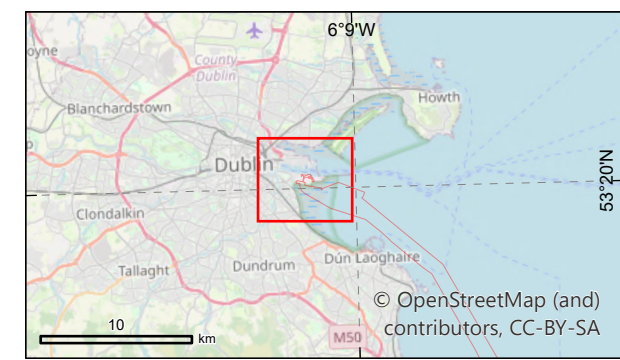 6°9'W
oyne
County
Dublin
Howth
Blanchardstown
Dublin
53°20'N
Clondalkin
Tallaght
Dundrum
Dún Laoghaire
© OpenStreetMap (and)
contributors, CC-BY-SA
10
km
M50